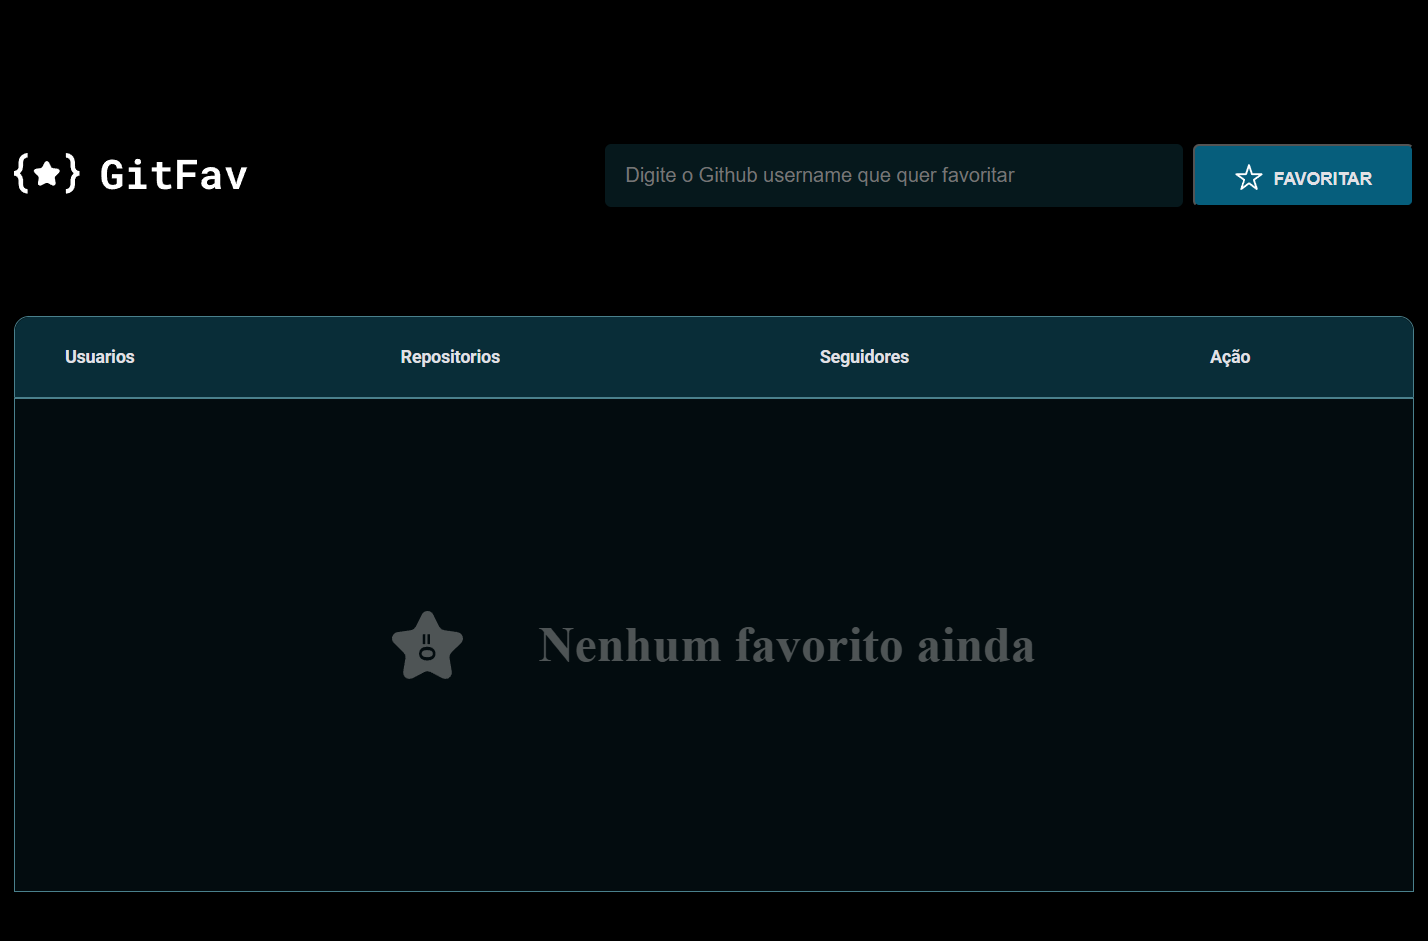 {★} GitFav
Digite o Github username que quer favoritar
FAVORITAR
Usuarios Repositorios Seguidores Ação
Nenhum favorito ainda